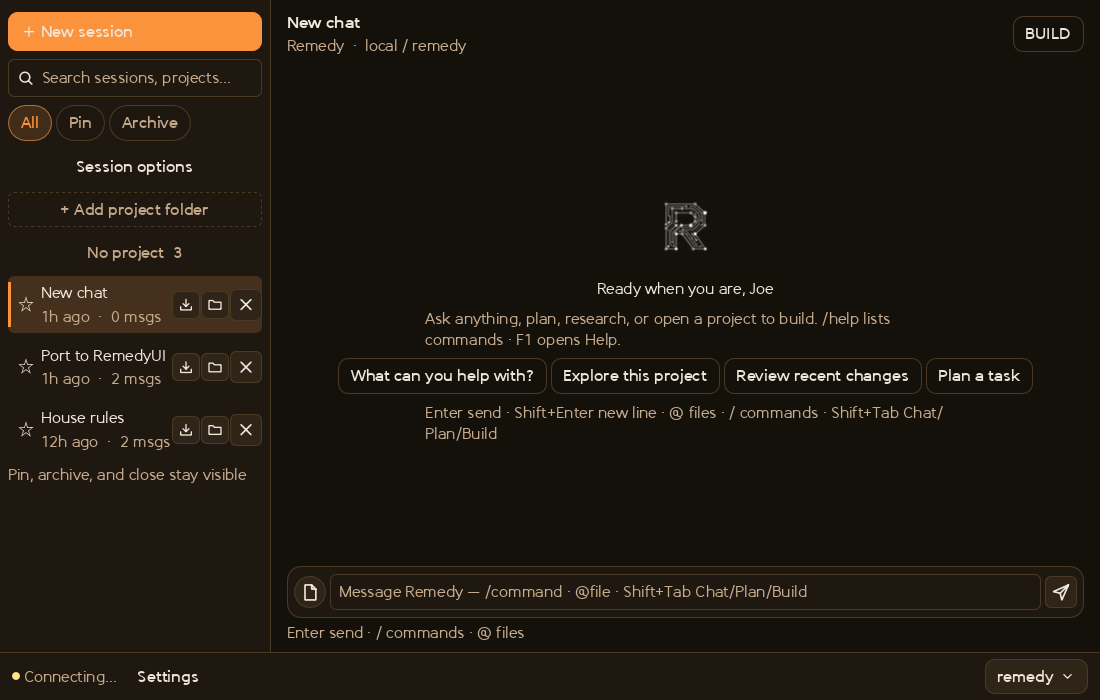 + New session
Search sessions, projects...
All
Pin
Archive
Session options
+ Add project folder
No project 3
New chat
1h ago · 0 msgs
Port to RemedyUI
1h ago · 2 msgs
House rules
12h ago · 2 msgs
Pin, archive, and close stay visible
New chat
Remedy · local / remedy
BUILD
R
Ready when you are, Joe
Ask anything, plan, research, or open a project to build. /help lists
commands · F1 opens Help.
What can you help with?
Explore this project
Review recent changes
Plan a task
Enter send · Shift+Enter new line · @ files · / commands · Shift+Tab Chat/
Plan/Build
Message Remedy — /command · @file · Shift+Tab Chat/Plan/Build
Enter send · / commands · @ files
Connecting...
Settings
remedy